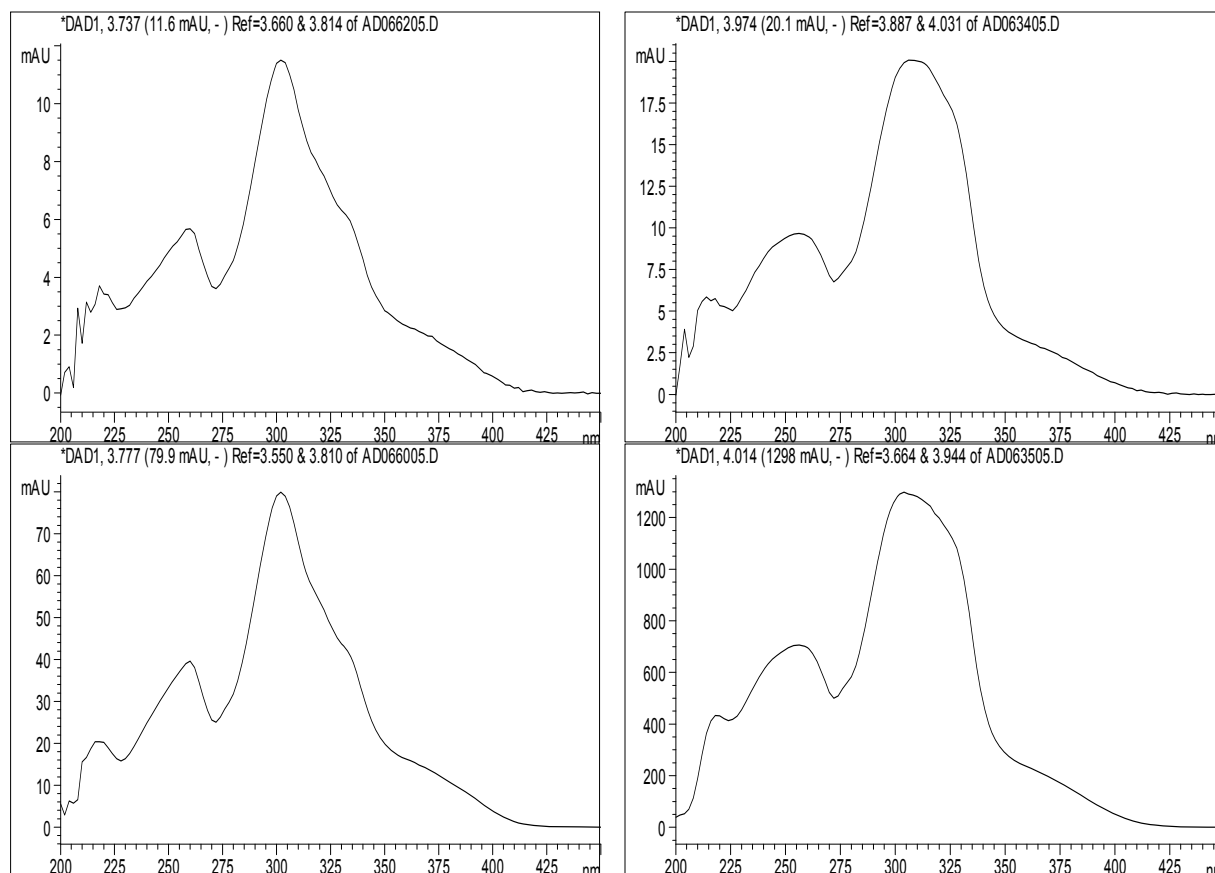 *DAD1, 3.737 (11.6 mAU, - ) Ref=3.660 & 3.814 of AD066205.D
mAU
10
8
6
4
2
0
200 225 250 275 300 325 350 375 400 425 nm
*DAD1, 3.974 (20.1 mAU, - ) Ref=3.887 & 4.031 of AD063405.D
mAU
17.5
15
12.5
10
7.5
5
2.5
0
200 225 250 275 300 325 350 375 400 425
*DAD1, 3.777 (79.9 mAU, - ) Ref=3.550 & 3.810 of AD066005.D
mAU
70
60
50
40
30
20
10
0
200 225 250 275 300 325 350 375 400 425 nm
*DAD1, 4.014 (1298 mAU, - ) Ref=3.664 & 3.944 of AD063505.D
mAU
1200
1000
800
600
400
200
0
200 225 250 275 300 325 350 375 400 425